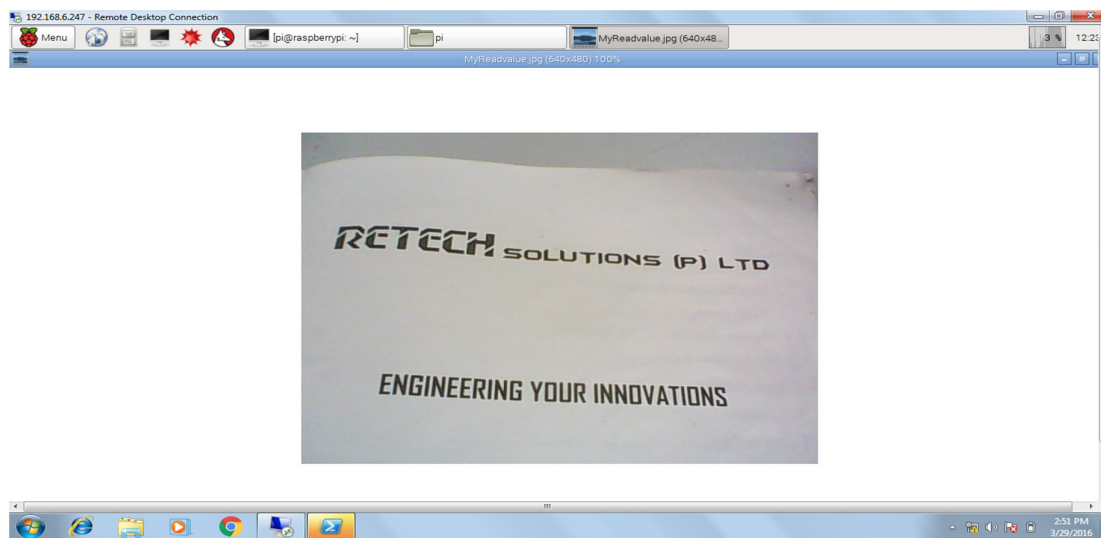 192.168.6.247 - Remote Desktop Connection
Menu [pi@raspberrypi: ~] pi MyReadvalue.jpg (640x48... 3 % 12:23
MyReadvalue.jpg (640x480) 100%
RETECH SOLUTIONS (P) LTD
ENGINEERING YOUR INNOVATIONS
2:51 PM
3/29/2016